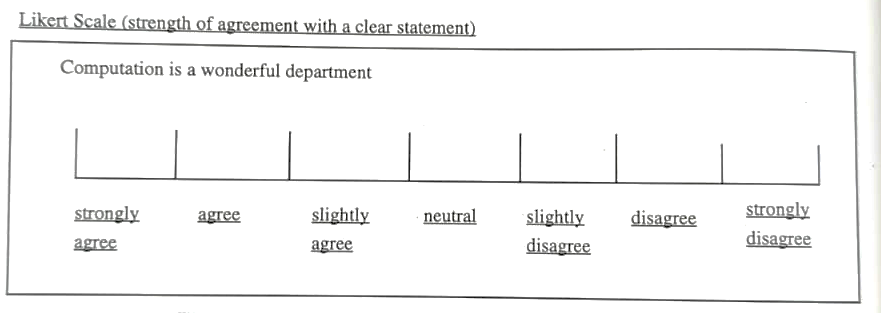 Likert Scale (strength of agreement with a clear statement)
Computation is a wonderful department
strongly agree
agree
slightly agree
neutral
slightly disagree
disagree
strongly disagree